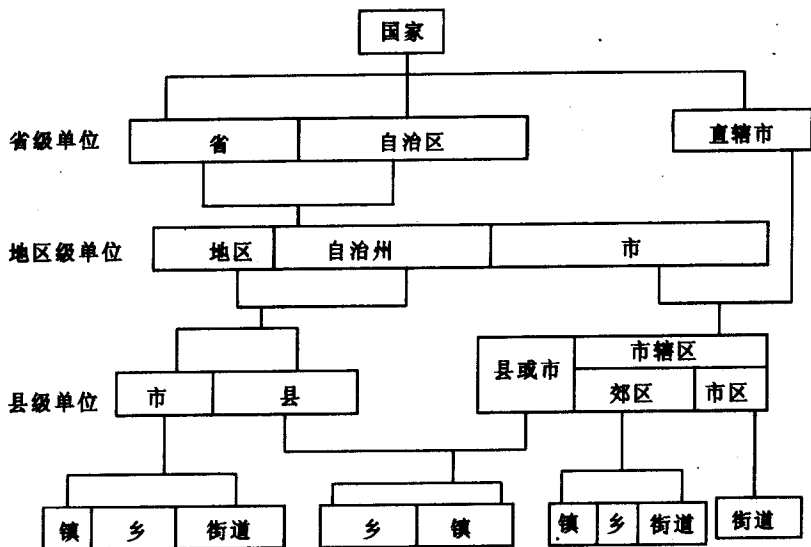 国家
省级单位 省 自治区 直辖市
地区级单位 地区 自治州 市
市辖区
县级单位 市 县 县或市 郊区 市区
镇 乡 街道 乡 镇 镇 乡 街道 街道